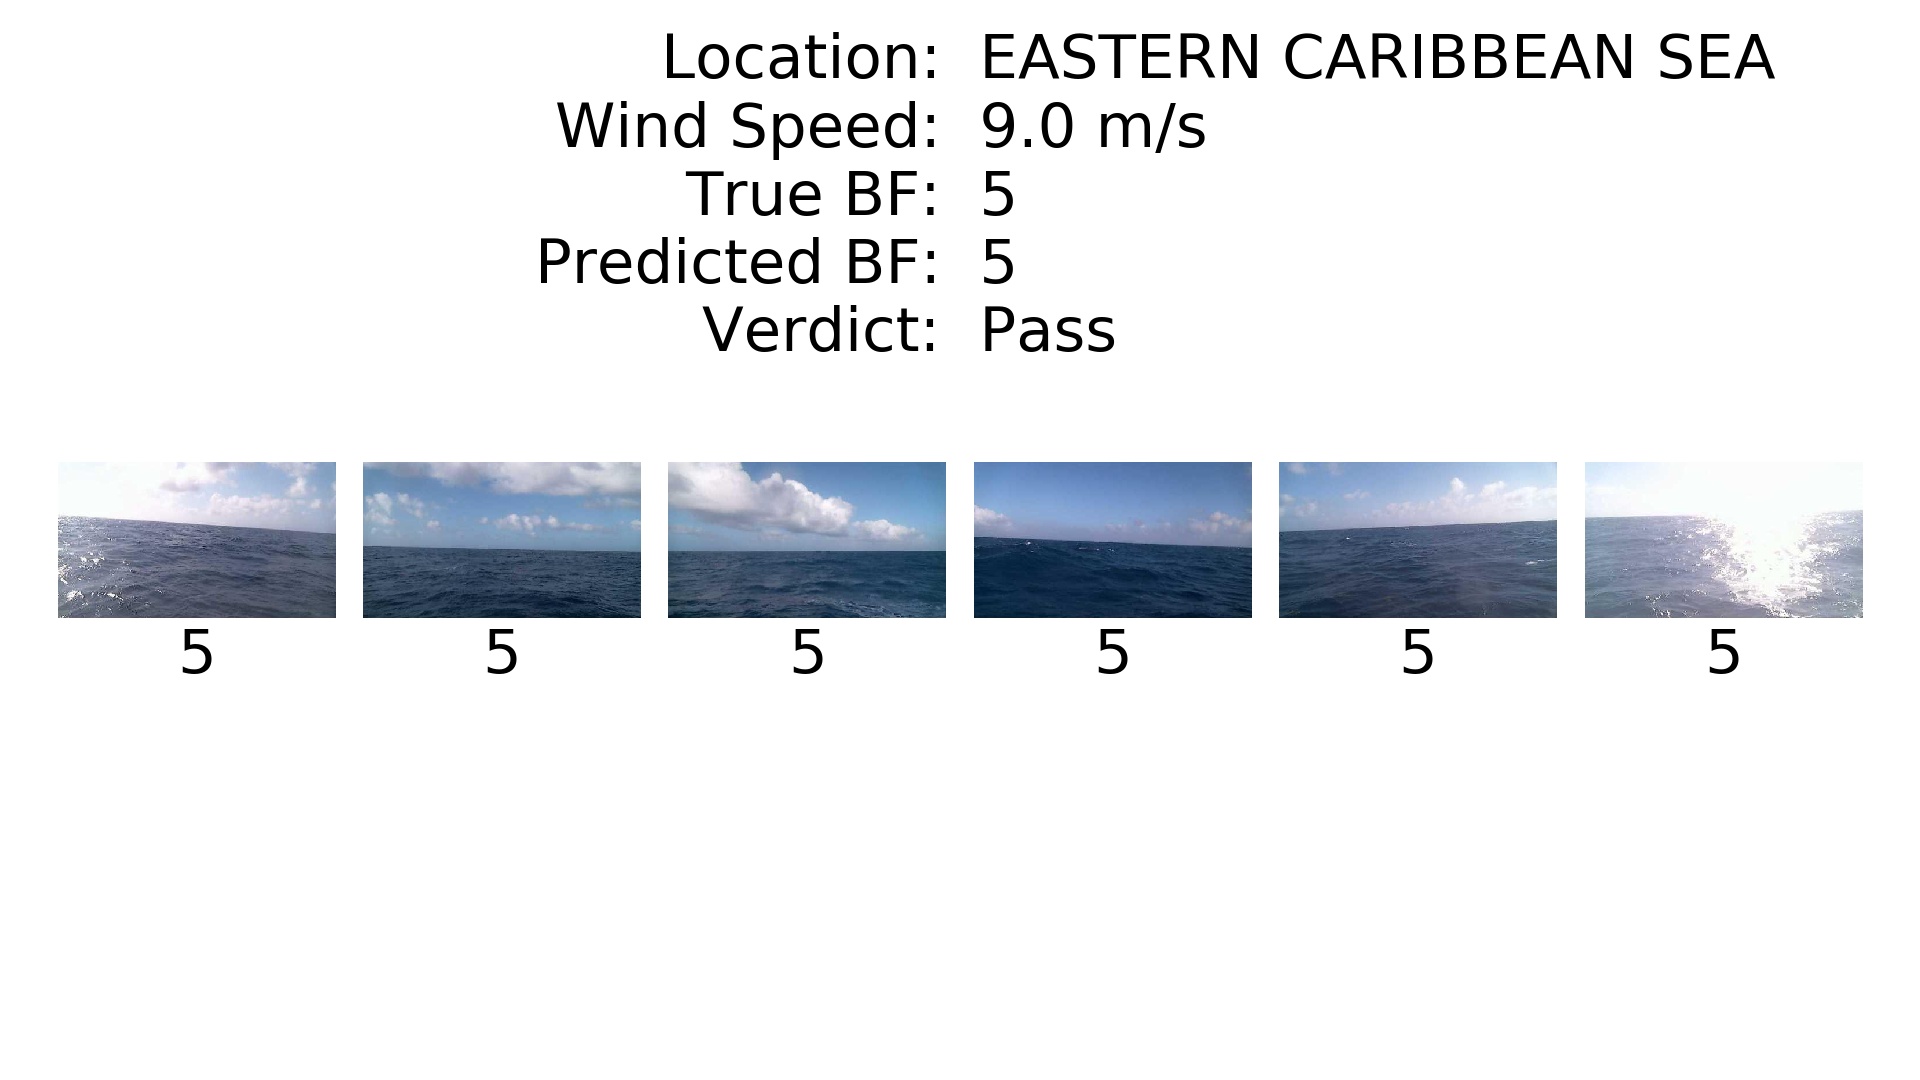 Location: EASTERN CARIBBEAN SEA
Wind Speed: 9.0 m/s
True BF: 5
Predicted BF: 5
Verdict: Pass
5 5 5 5 5 5